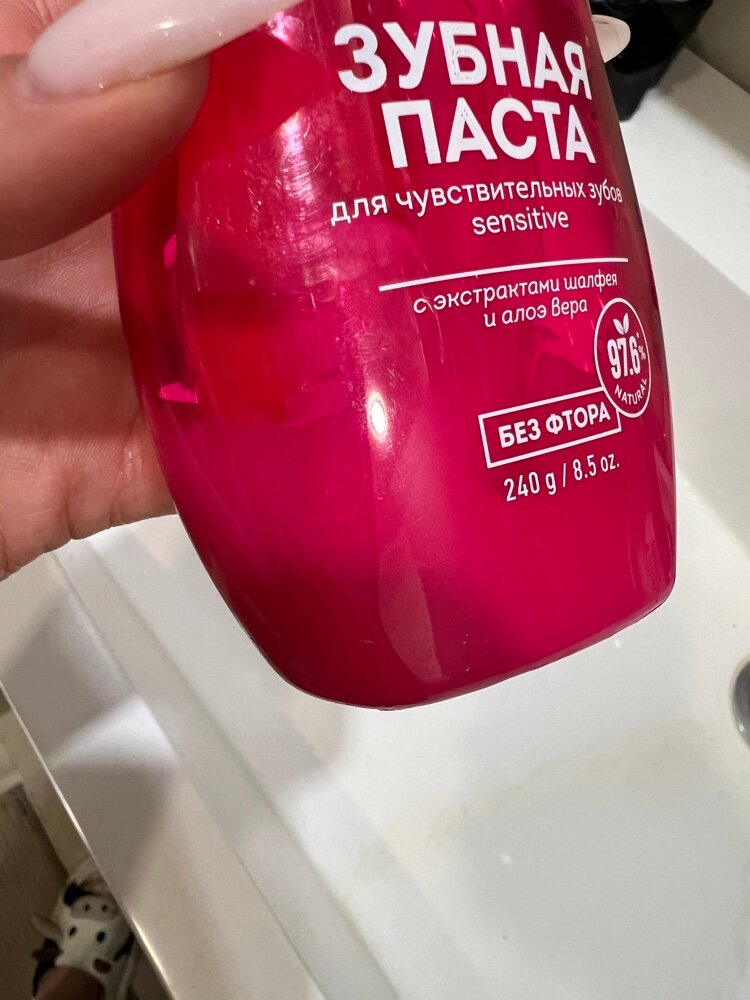 ЗУБНАЯ
ПАСТА
для чувствительных зубов
sensitive
с экстрактами шалфея
и алоэ вера
97.6*%
NATURAL
БЕЗ ФТОРА
240 g / 8.5 oz.